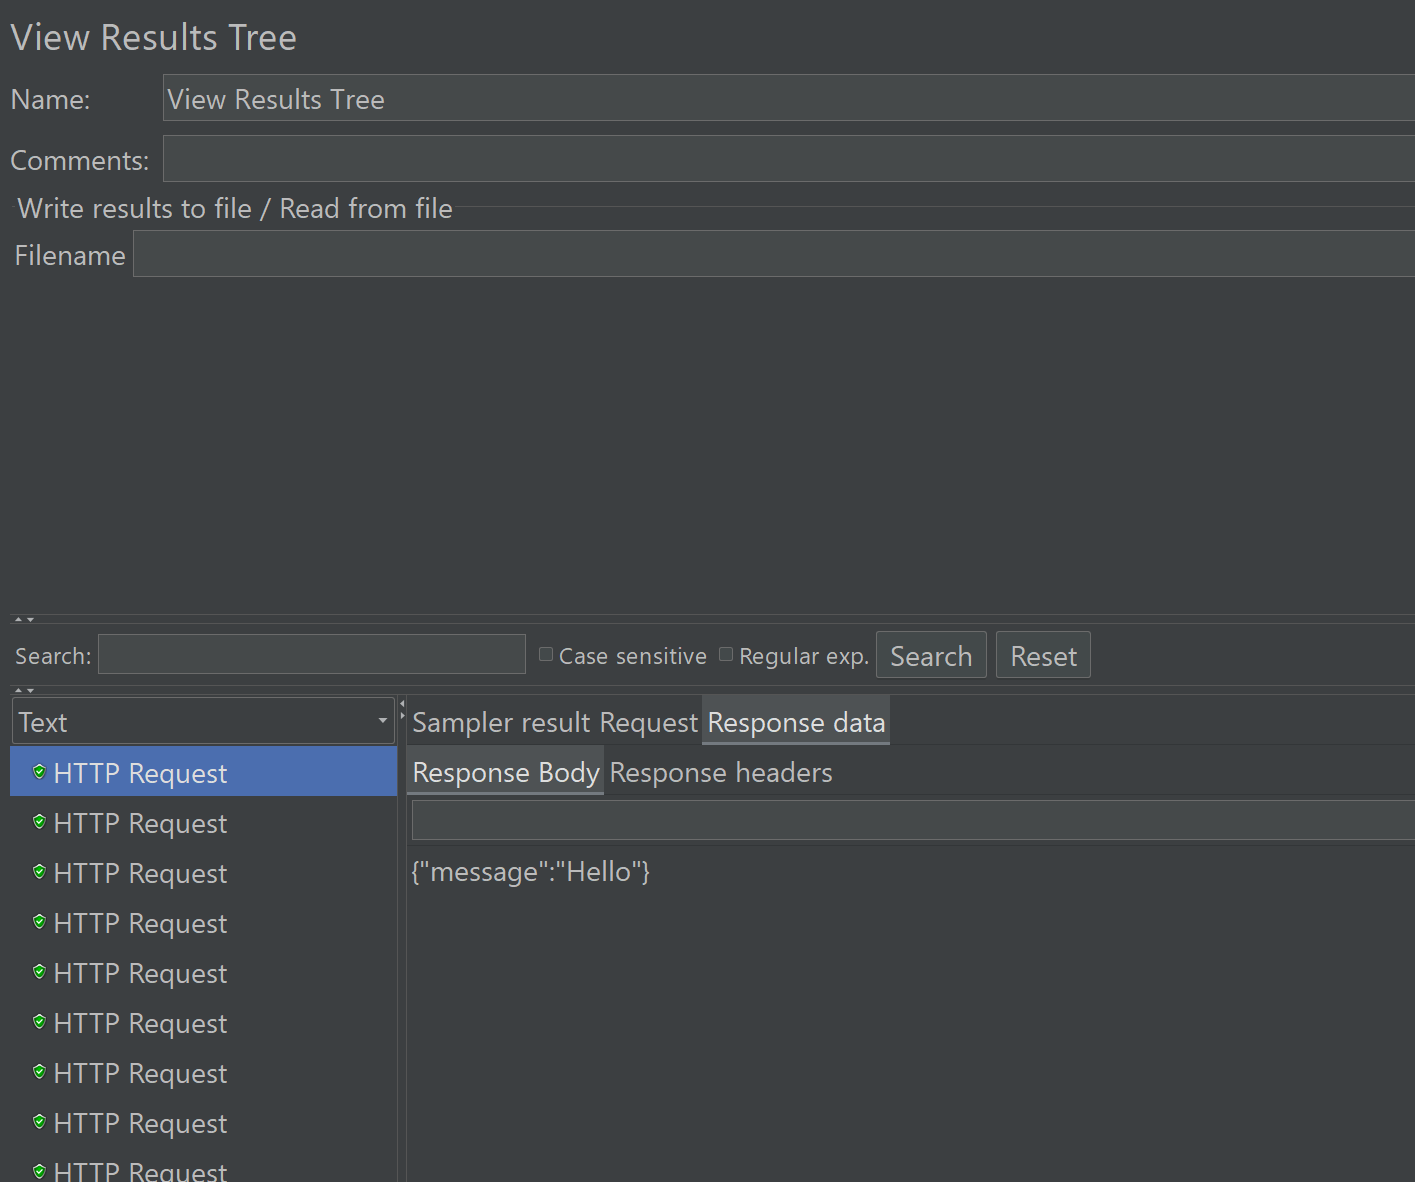 View Results Tree
Name: View Results Tree
Comments:
Write results to file / Read from file
Filename
Search: Case sensitive Regular exp. Search Reset
Text
Sampler result Request Response data
HTTP Request
Response Body Response headers
HTTP Request
HTTP Request
{"message":"Hello"}
HTTP Request
HTTP Request
HTTP Request
HTTP Request
HTTP Request
HTTP Request